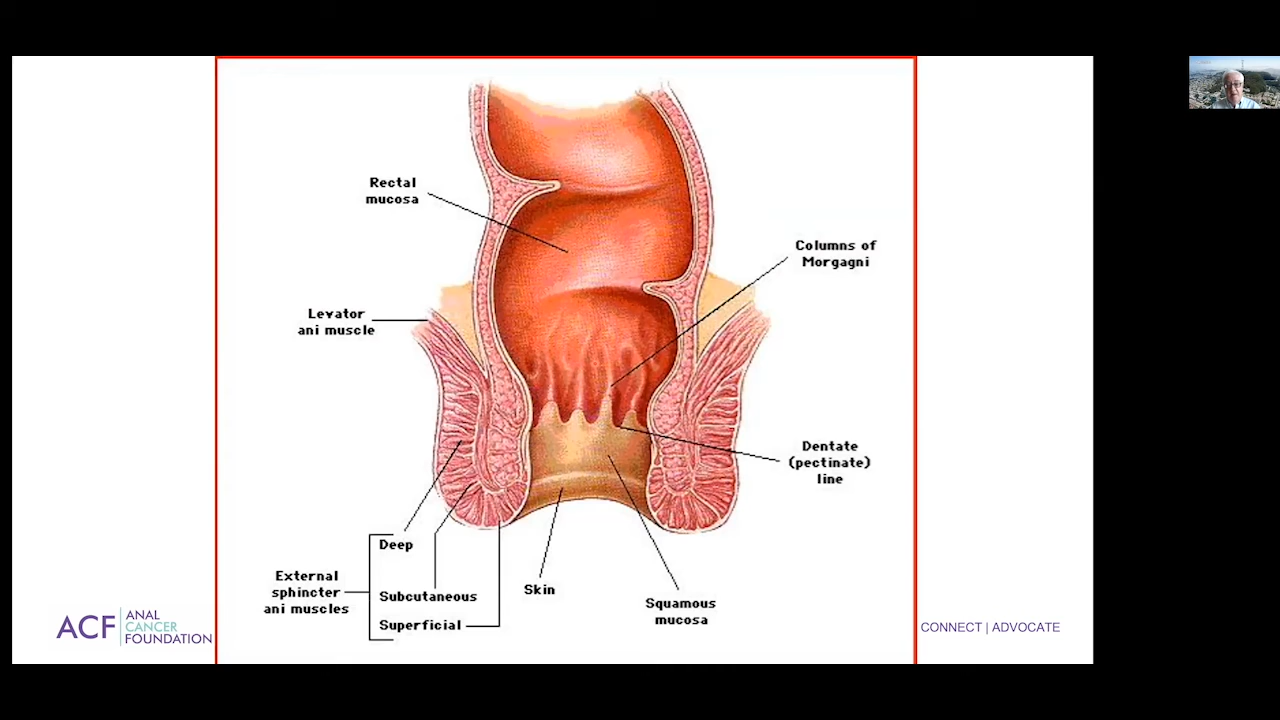 Rectal
mucosa
Columns of
Morgagni
Levator
ani muscle
Dentate
(pectinate)
line
Deep
External
sphincter
ani muscles
Subcutaneous
Superficial
Skin
Squamous
mucosa
ACF
ANAL
CANCER
FOUNDATION
CONNECT | ADVOCATE